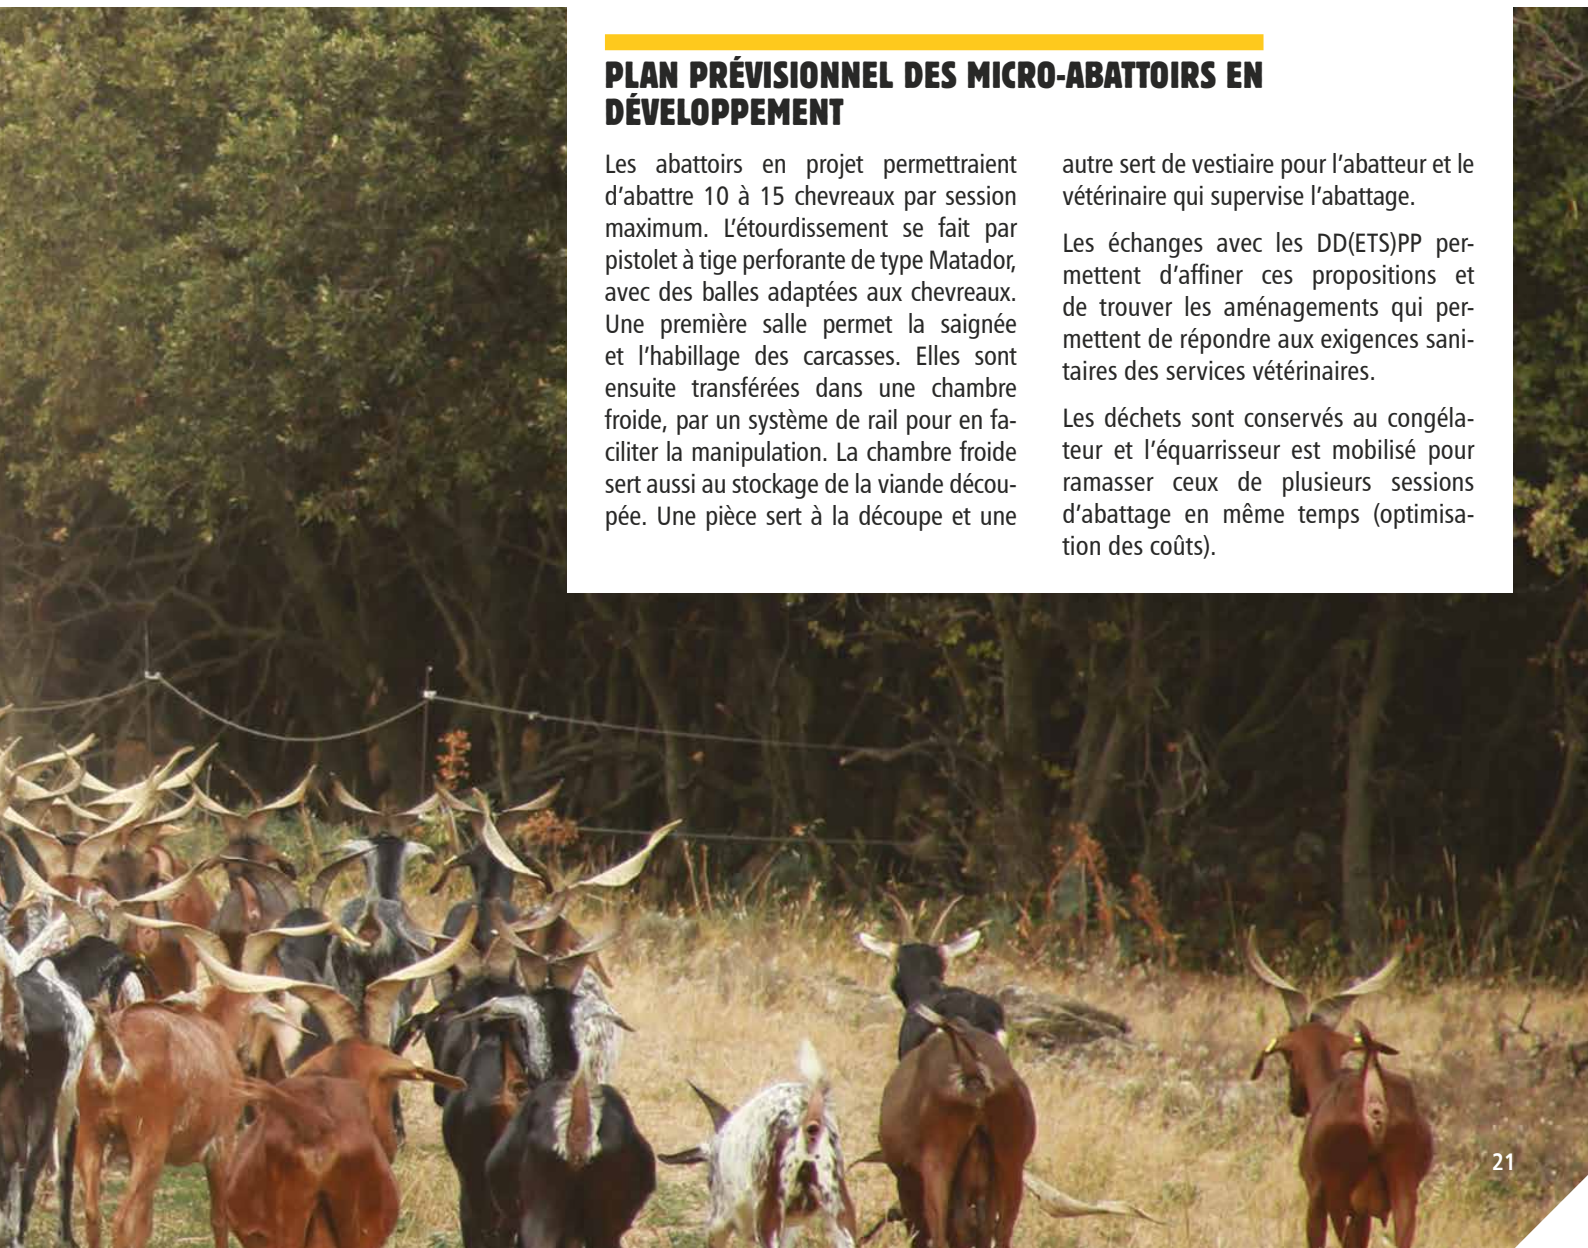 PLAN PRÉVISIONNEL DES MICRO-ABATTOIRS EN
DÉVELOPPEMENT
Les abattoirs en projet permettraient
d'abattre 10 à 15 chevreaux par session
maximum. L'étourdissement se fait par
pistolet à tige perforante de type Matador,
avec des balles adaptées aux chevreaux.
Une première salle permet la saignée
et l'habillage des carcasses. Elles sont
ensuite transférées dans une chambre
froide, par un système de rail pour en fa-
ciliter la manipulation. La chambre froide
sert aussi au stockage de la viande décou-
pée. Une pièce sert à la découpe et une
autre sert de vestiaire pour l'abatteur et le
vétérinaire qui supervise l'abattage.
Les échanges avec les DD(ETS)PP per-
mettent d'affiner ces propositions et
de trouver les aménagements qui per-
mettent de répondre aux exigences sani-
taires des services vétérinaires.
Les déchets sont conservés au congéla-
teur et l'équarrisseur est mobilisé pour
ramasser ceux de plusieurs sessions
d'abattage en même temps (optimisa-
tion des coûts).
21